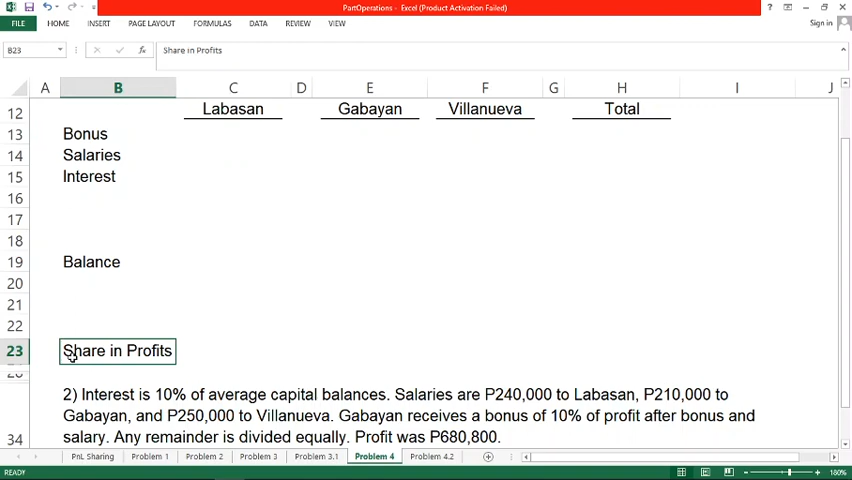 PartOperations - Excel (Product Activation Failed)
FILE HOME INSERT PAGE LAYOUT FORMULAS DATA REVIEW VIEW Sign in
B23 fx Share in Profits
A B C D E F G H I J
12 Labasan Gabayan Villanueva Total
13 Bonus
14 Salaries
15 Interest
16
17
18
19 Balance
20
21
22
23 Share in Profits
2) Interest is 10% of average capital balances. Salaries are P240,000 to Labasan, P210,000 to
Gabayan, and P250,000 to Villanueva. Gabayan receives a bonus of 10% of profit after bonus and
34 salary. Any remainder is divided equally. Profit was P680,800.
PnL Sharing Problem 1 Problem 2 Problem 3 Problem 3.1 Problem 4 Problem 4.2
READY 180%